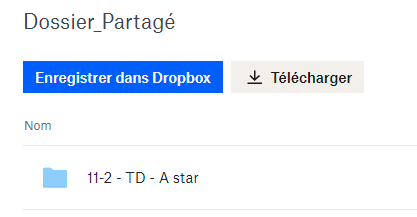 Dossier_Partagé
Enregistrer dans Dropbox
Télécharger
Nom
11-2 - TD - A star